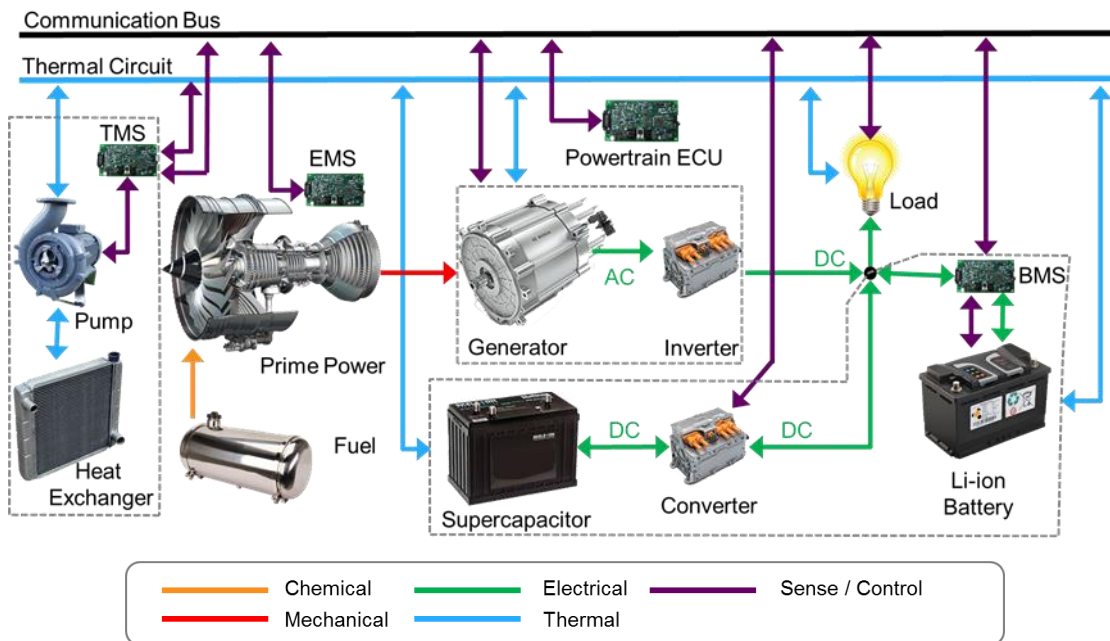 Communication Bus
Thermal Circuit
TMS
EMS
Powertrain ECU
Load
AC
DC
BMS
Pump
Prime Power
Generator
Inverter
Fuel
DC
DC
Heat
Exchanger
Supercapacitor
Converter
Li-ion
Battery
Chemical
Electrical
Sense / Control
Mechanical
Thermal